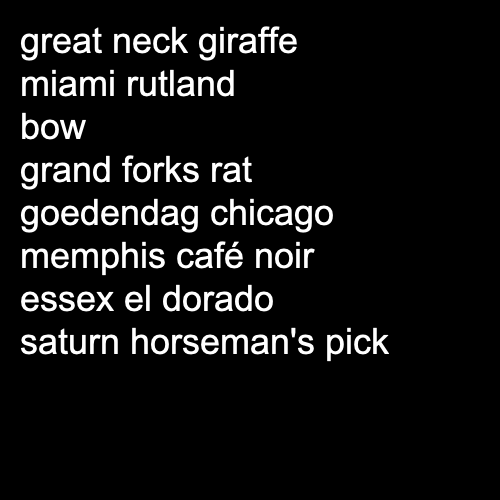 great neck giraffe
miami rutland
bow
grand forks rat
goedendag chicago
memphis café noir
essex el dorado
saturn horseman's pick